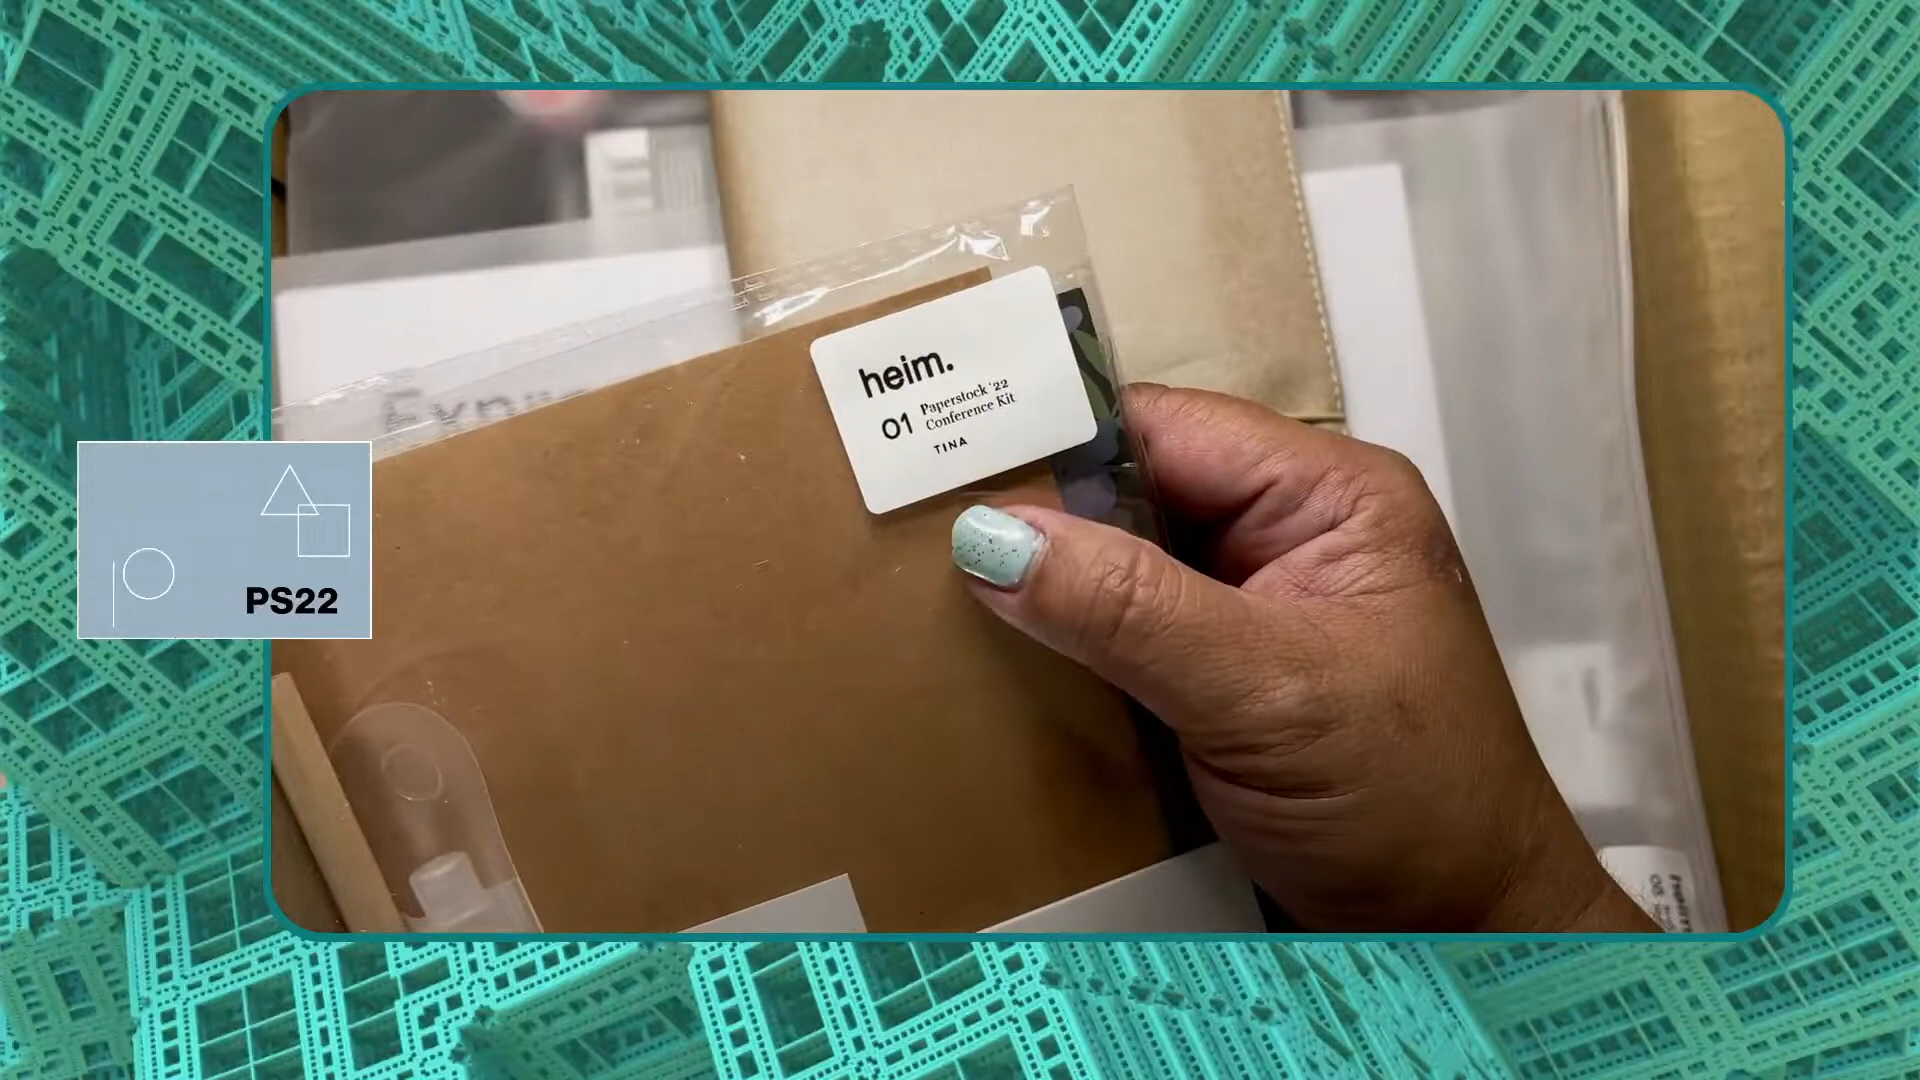 heim.
01 Paperstock '22
Conference Kit
TINA
PS22